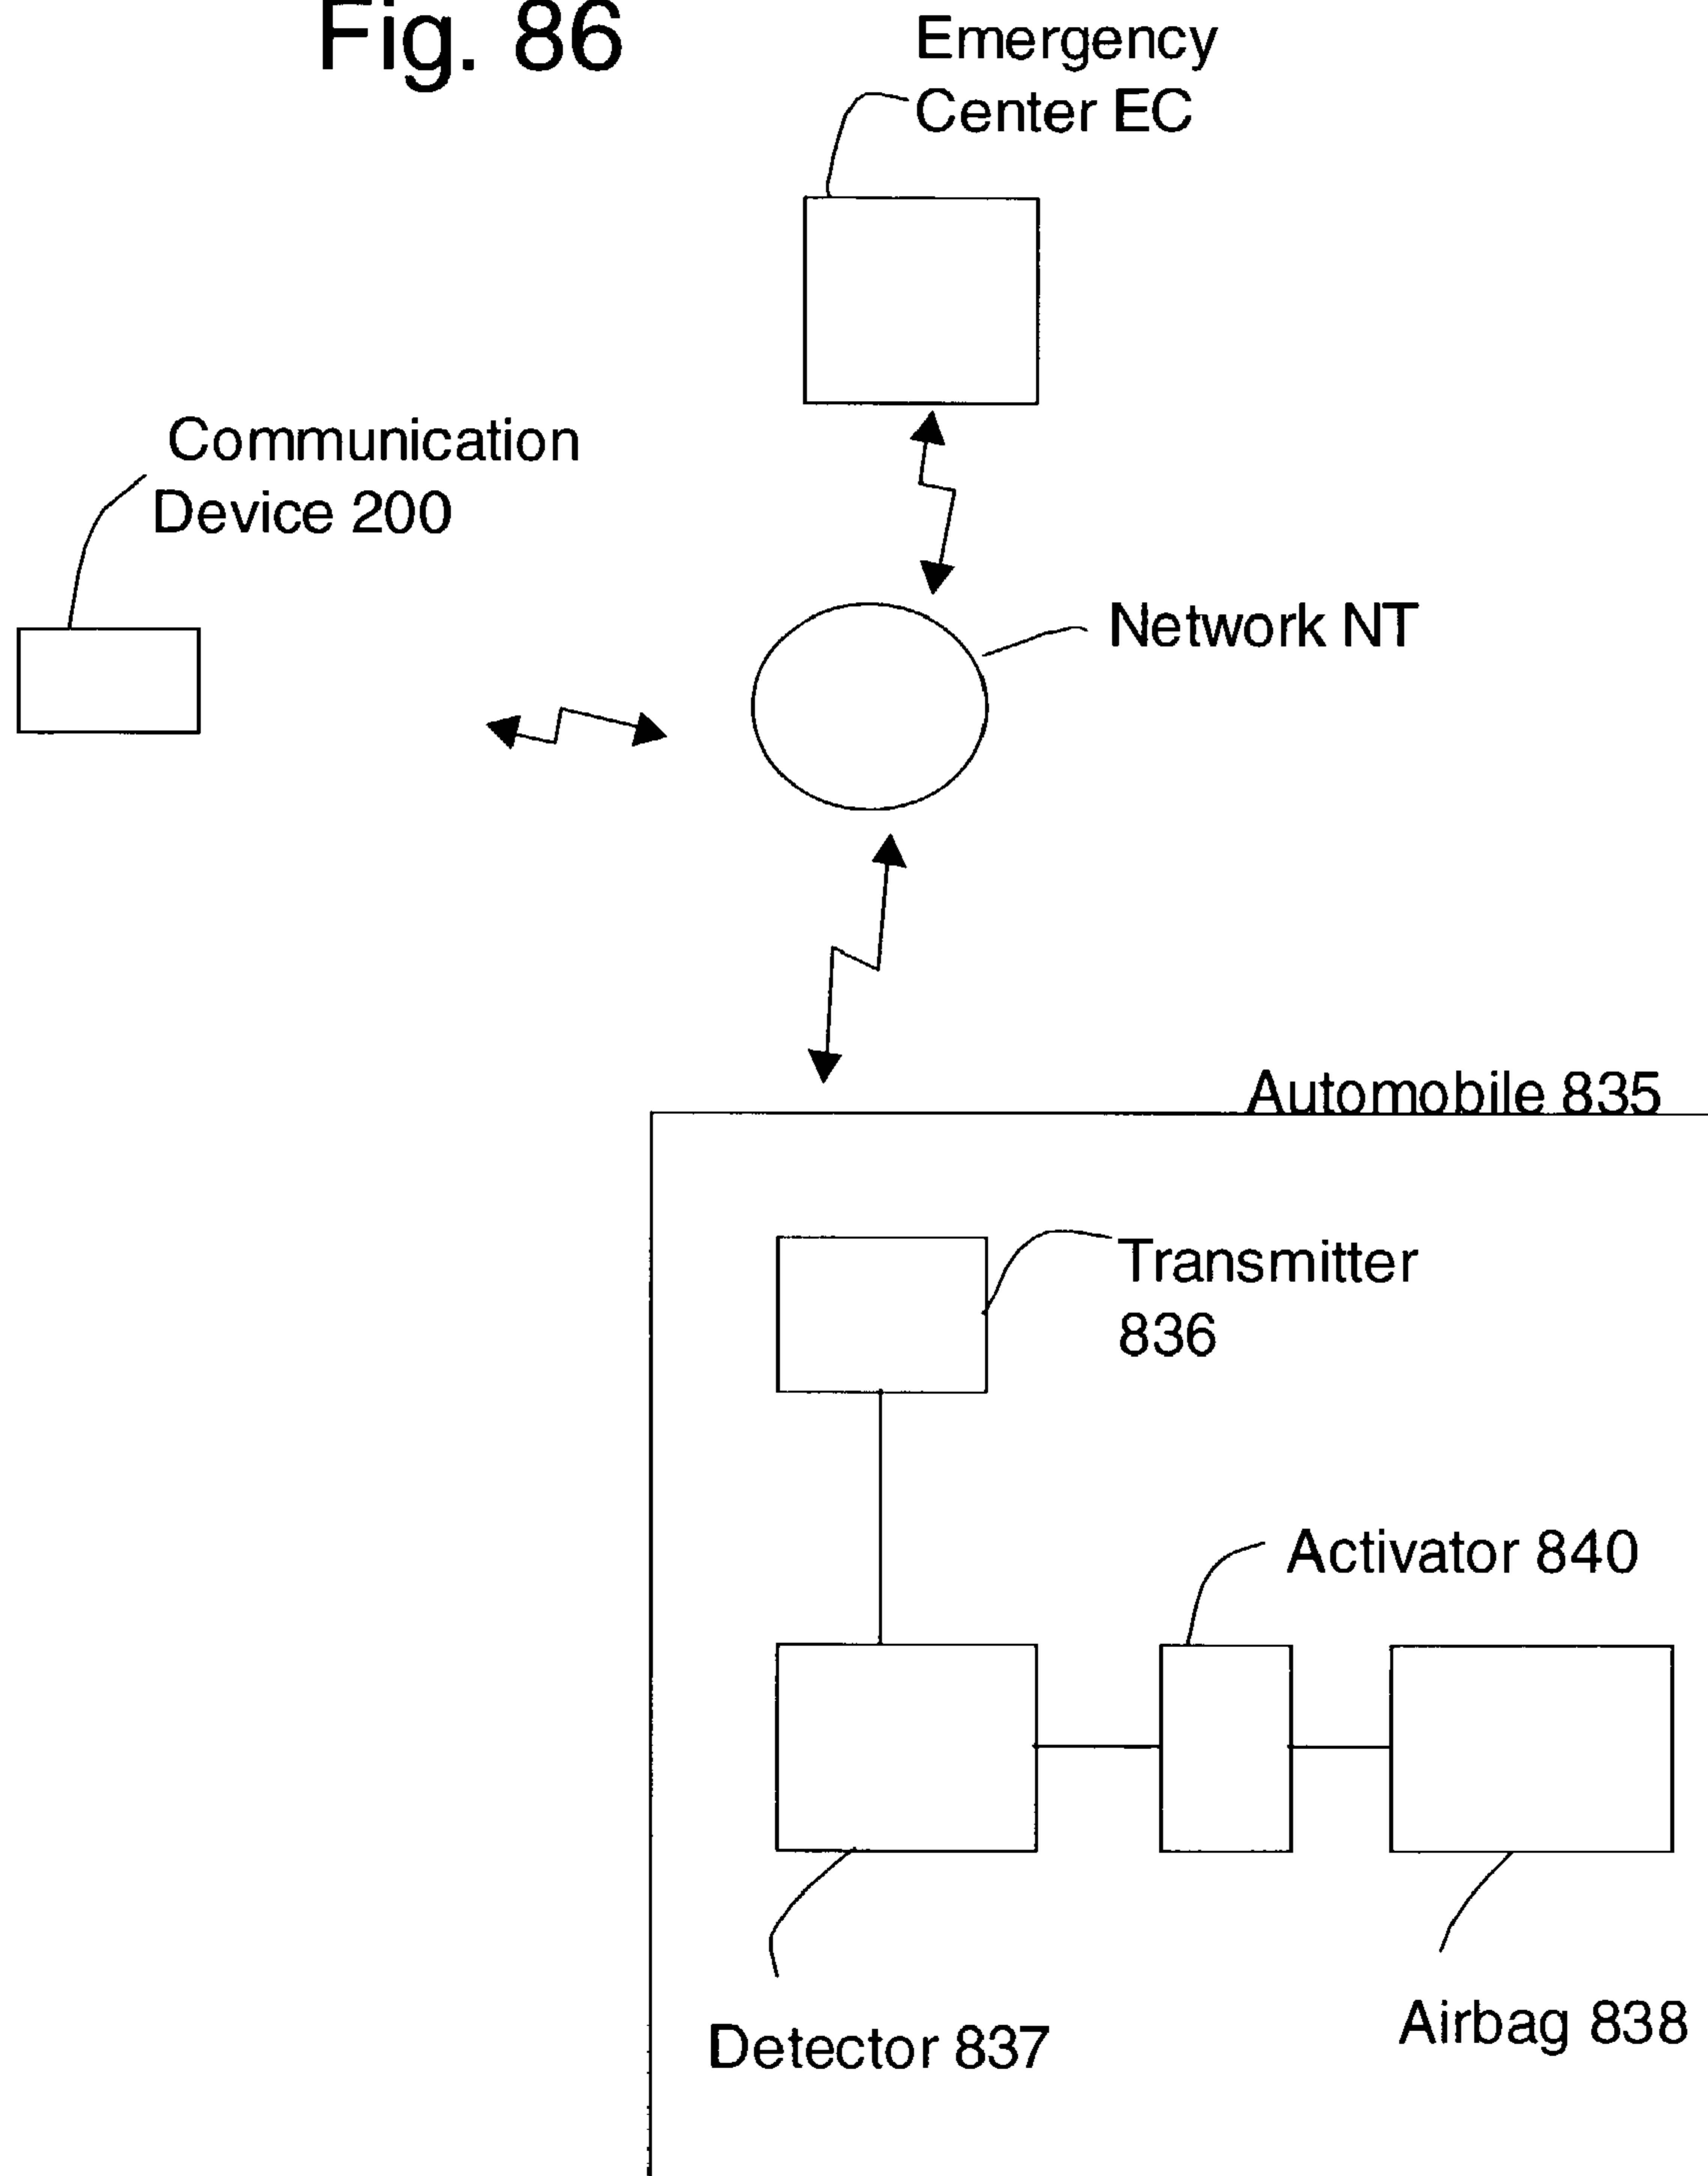 Fig. 86
Emergency
Center EC
Communication
Device 200
Network NT
Automobile 835
Transmitter
836
Activator 840
Detector 837
Airbag 838